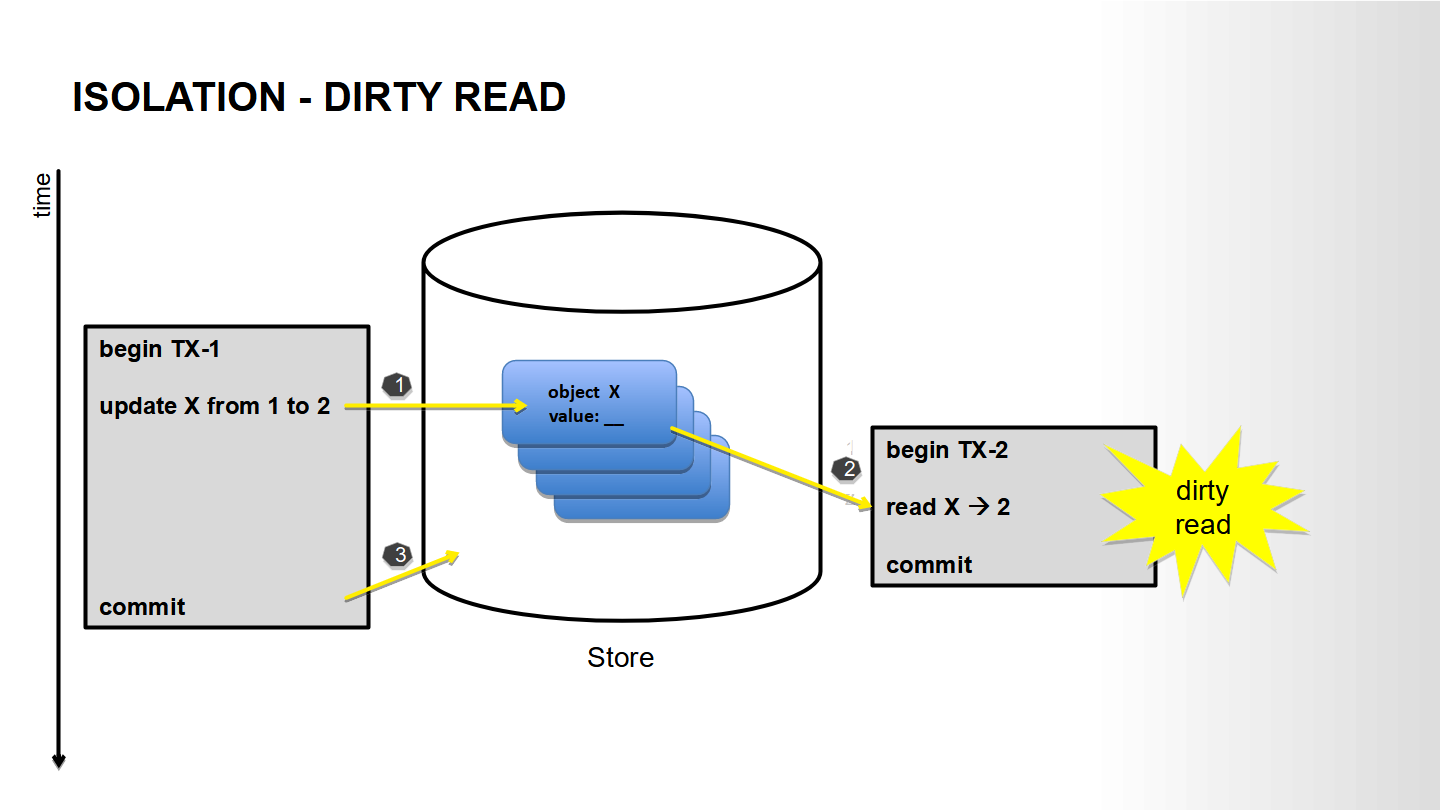 ISOLATION - DIRTY READ
time
begin TX-1
update X from 1 to 2
commit
1
3
object X
value: __
2
begin TX-2
read X → 2
commit
dirty
read
Store